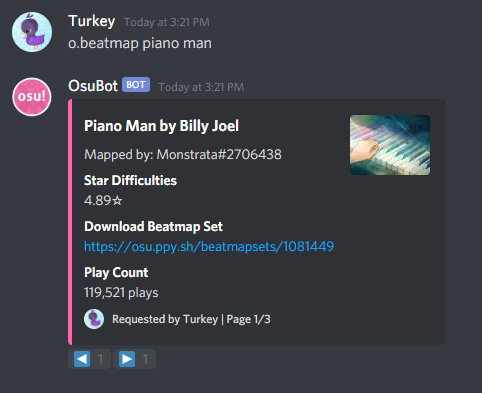 Turkey Today at 3:21 PM
o.beatmap piano man
osu!
OsuBot BOT Today at 3:21 PM
Piano Man by Billy Joel
Mapped by: Monstrata#2706438
Star Difficulties
4.89☆
Download Beatmap Set
https://osu.ppy.sh/beatmapsets/1081449
Play Count
119,521 plays
Requested by Turkey | Page 1/3
◀ 1 ▶ 1